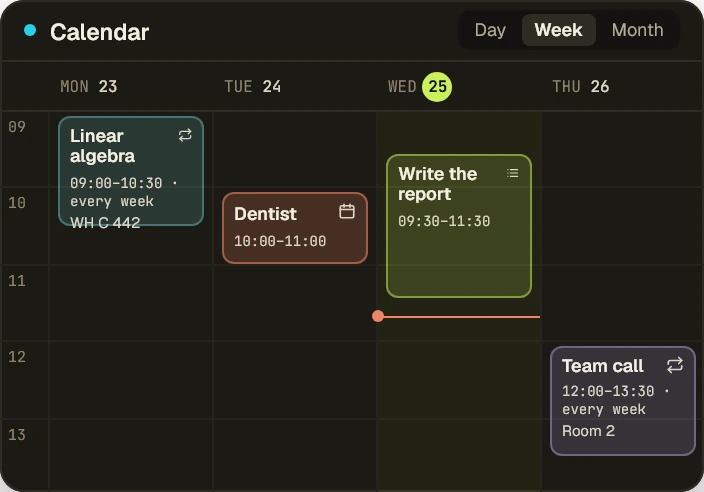 Calendar
Day Week Month
MON 23 TUE 24 WED 25 THU 26
09
Linear
algebra
09:00–10:30 ·
every week
WH C 442
Write the
report
09:30–11:30
10
Dentist
10:00–11:00
11
12
Team call
12:00–13:30 ·
every week
Room 2
13